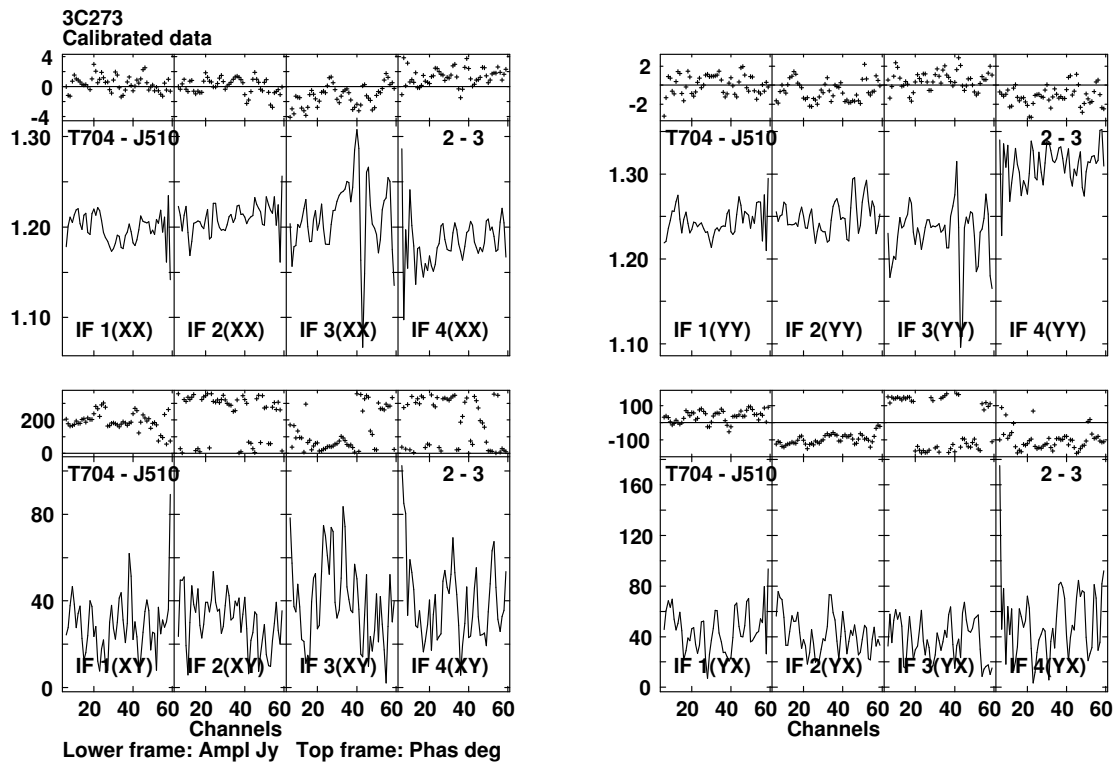 3C273
Calibrated data
4
0
-4
1.30
1.20
1.10
T704 - J510
2 - 3
IF 1(XX)
IF 2(XX)
IF 3(XX)
IF 4(XX)
2
-2
1.30
1.20
1.10
T704 - J510
2 - 3
IF 1(YY)
IF 2(YY)
IF 3(YY)
IF 4(YY)
200
0
80
40
0
T704 - J510
2 - 3
IF 1(XY)
IF 2(XY)
IF 3(XY)
IF 4(XY)
20 40 60 20 40 60 20 40 60 20 40 60
Channels
100
-100
160
120
80
40
0
T704 - J510
2 - 3
IF 1(YX)
IF 2(YX)
IF 3(YX)
IF 4(YX)
20 40 60 20 40 60 20 40 60 20 40 60
Channels
Lower frame: Ampl Jy Top frame: Phas deg